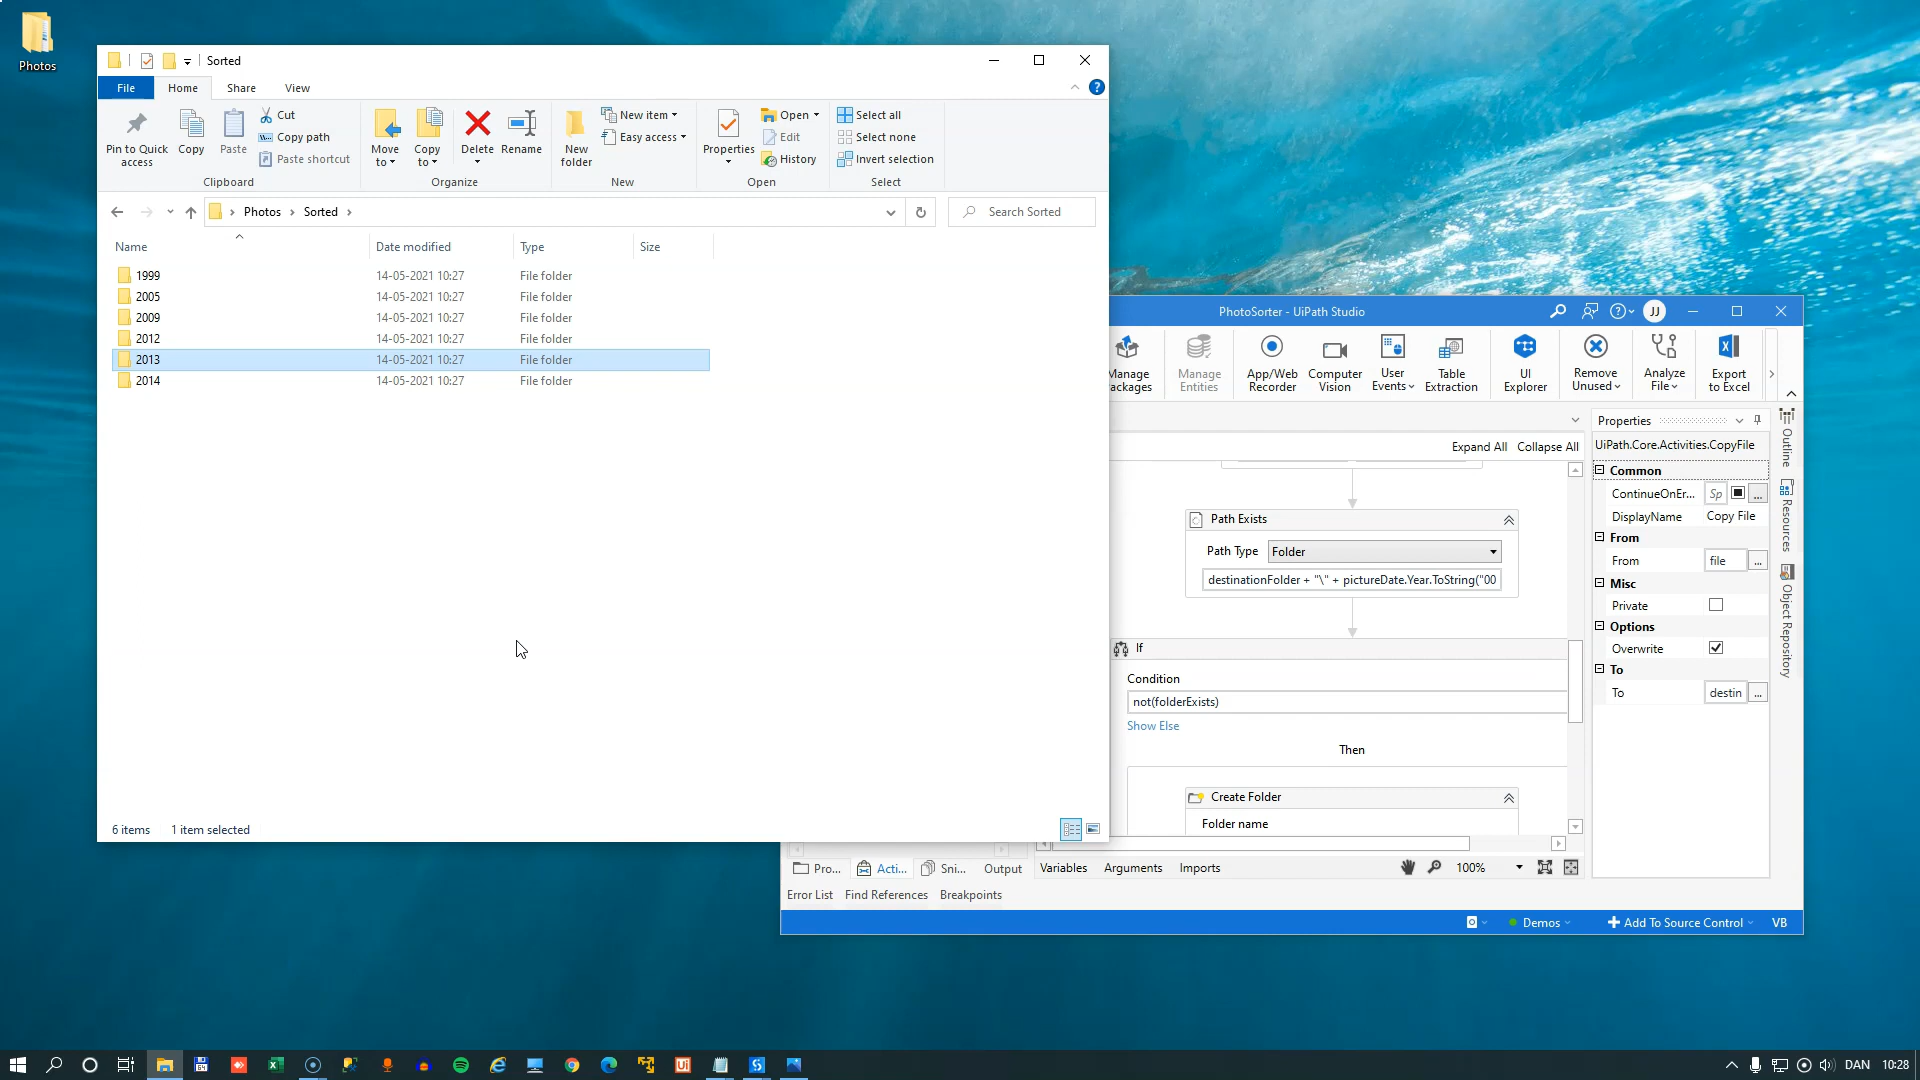 Photos
Sorted
File
Home
Share
View
Pin to Quick access
Copy
Paste
Cut
Copy path
Paste shortcut
Clipboard
Move to
Copy to
Delete
Rename
Organize
New folder
New item
Easy access
New
Properties
Open
Edit
History
Open
Select all
Select none
Invert selection
Select
Photos
Sorted
Search Sorted
Name
Date modified
Type
Size
1999 14-05-2021 10:27 File folder
2005 14-05-2021 10:27 File folder
2009 14-05-2021 10:27 File folder
2012 14-05-2021 10:27 File folder
2013 14-05-2021 10:27 File folder
2014 14-05-2021 10:27 File folder
6 items 1 item selected
PhotoSorter - UiPath Studio
JJ
Manage
Entities
App/Web Recorder
Computer Vision
User Events
Table Extraction
UI Explorer
Remove Unused
Analyze File
Export to Excel
Expand All Collapse All
Path Exists
Path Type Folder
destinationFolder + "\" + pictureDate.Year.ToString("00
If
Condition
not(folderExists)
Show Else
Then
Create Folder
Folder name
Properties
UiPath.Core.Activities.CopyFile
Common
ContinueOnEr... Sp ...
DisplayName Copy File
From
From file ...
Misc
Private
Options
Overwrite
To
To destin ...
Outline
Resources
Object Repository
Pro...
Acti...
Sni...
Output
Variables Arguments Imports
100%
Error List Find References Breakpoints
Demos
Add To Source Control
VB
DAN 10:28